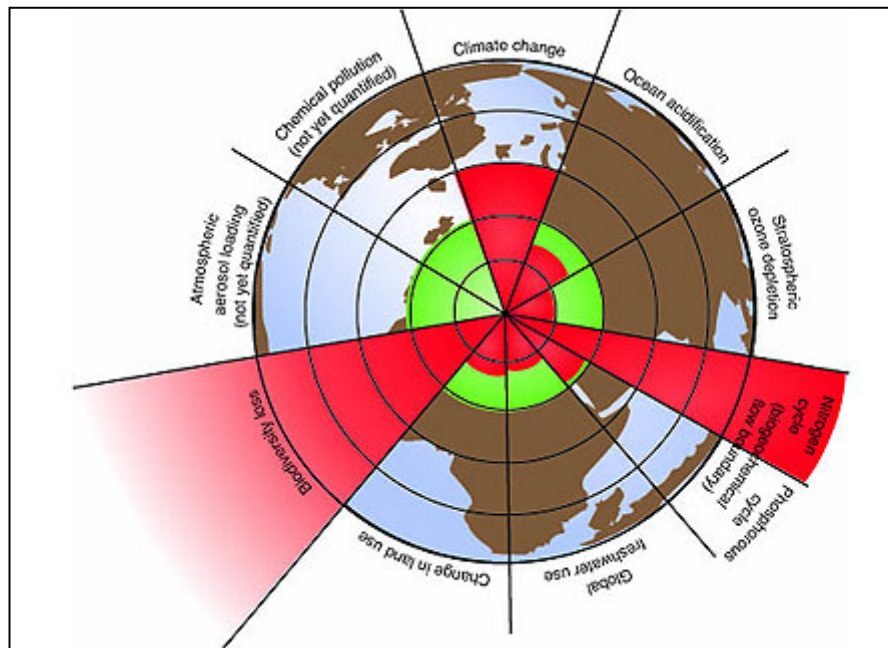 Climate change
Ocean acidification
Stratospheric
ozone depletion
Nitrogen
cycle
(biogeochemical
flow boundary)
Phosphorous
cycle
Global
freshwater use
Change in land use
Biodiversity loss
Atmospheric
aerosol loading
(not yet quantified)
Chemical pollution
(not yet quantified)